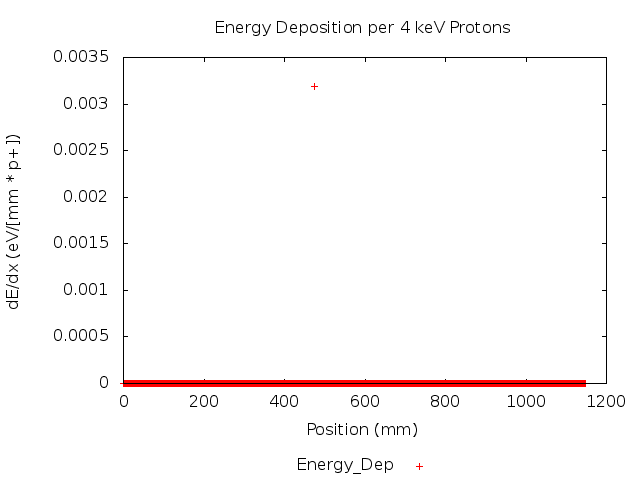 Energy Deposition per 4 keV Protons
0.0035
0.003
0.0025
0.002
0.0015
0.001
0.0005
0
dE/dx (eV/[mm * p+])
0 200 400 600 800 1000 1200
Position (mm)
Energy_Dep